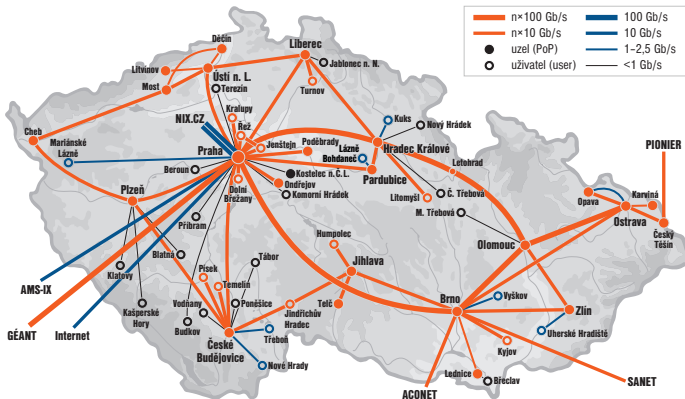 n×100 Gb/s
100 Gb/s
n×10 Gb/s
10 Gb/s
uzel (PoP)
1–2,5 Gb/s
uživatel (user)
<1 Gb/s
Děčín
Liberec
Litvínov
Jablonec n. N.
Ústí n. L.
Most
Terezín
Turnov
Kralupy
NIX.CZ
Řež
Kuks
Nový Hrádek
Cheb
Mariánské
Lázně
Praha
Jenštejn
Poděbrady
Lázně
Bohdaneč
Hradec Králové
PIONIER
Beroun
Kostelec n.Č.L.
Letohrad
Ondřejov
Pardubice
Plzeň
Dolní
Břežany
Komorní Hrádek
Litomyšl
Č. Třebová
Opava
Karviná
M. Třebová
Ostrava
Příbram
Český
Těšín
Humpolec
Olomouc
Blatná
Tábor
Klatovy
Písek
Jihlava
AMS-IX
Temelín
Kašperské
Hory
Vodňany
Poněšice
Telč
Brno
Vyškov
Zlín
Jindřichův
Hradec
Budkov
GÉANT
Internet
České
Budějovice
Třeboň
Uherské Hradiště
Kyjov
Nové Hrady
Lednice
Břeclav
SANET
ACONET